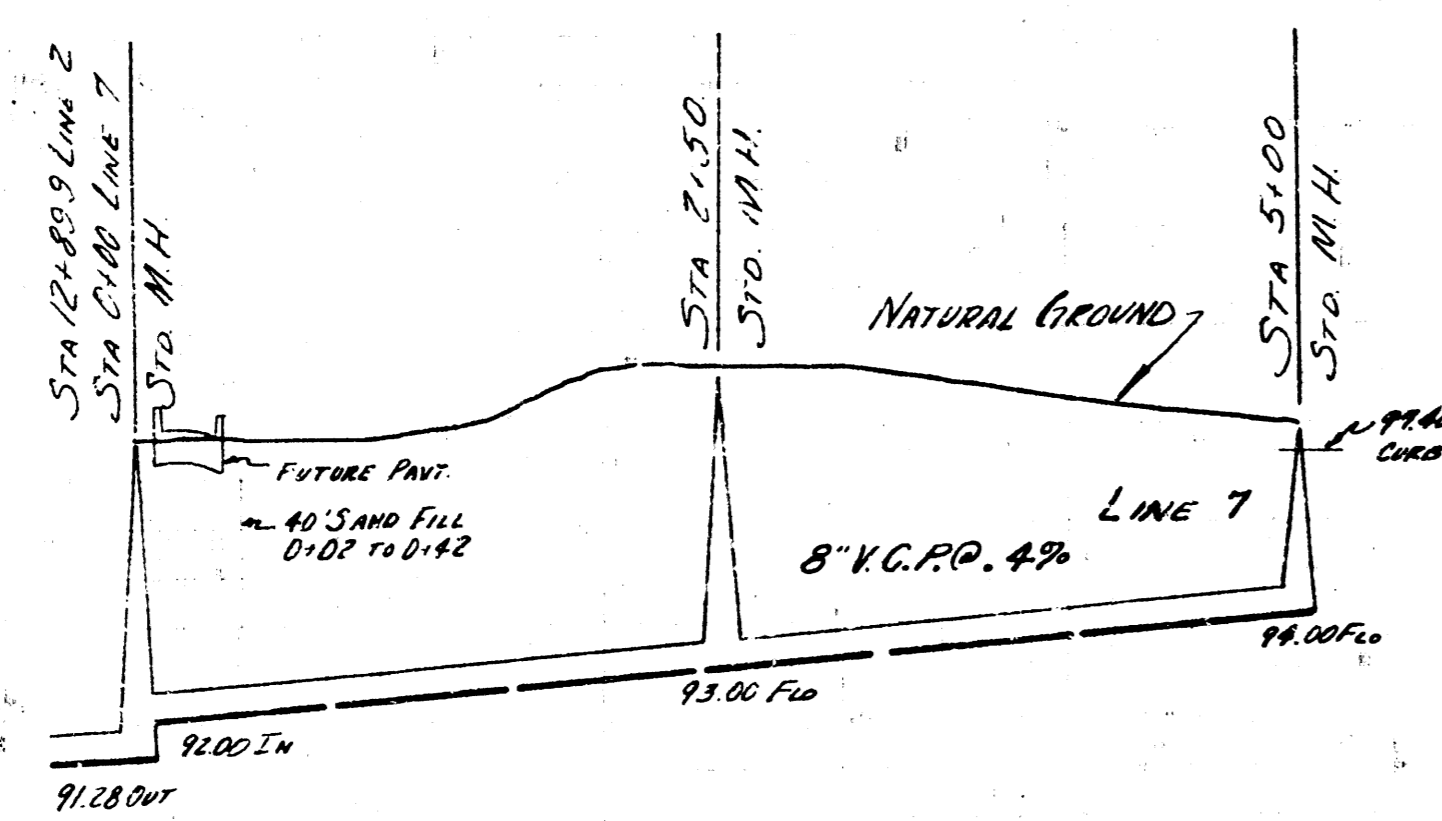 STA 12+89.9 LINE 2
STA 0+00 LINE 7
STD. M.H.
STA 2+50
STD. M.H.
STA 5+00
STD. M.H.
NATURAL GROUND
FUTURE PAVT.
40' SAND FILL
0+02 TO 0+42
CURB
LINE 7
8" V.C.P. @ .4%
94.00 FLO
93.00 FLO
92.00 IN
91.28 OUT